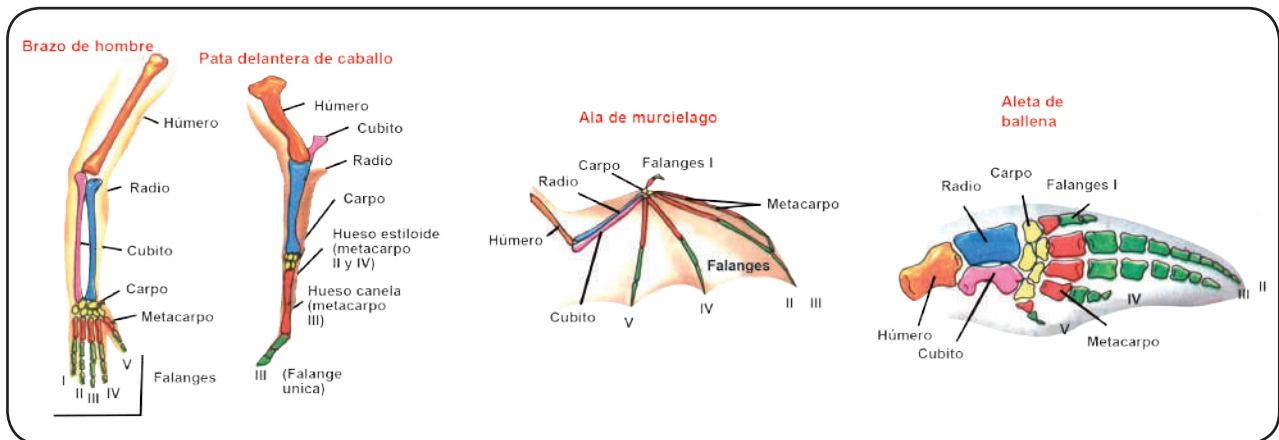 Brazo de hombre
Húmero
Radio
Cubito
Carpo
Metacarpo
I
II
III
IV
V
Falanges
Pata delantera de caballo
Húmero
Cubito
Radio
Carpo
Hueso estiloide
(metacarpo
II y IV)
Hueso canela
(metacarpo
III)
III
(Falange
unica)
Ala de murcielago
Carpo
Falanges I
Radio
Metacarpo
Húmero
Falanges
Cubito
V
IV
II
III
Aleta de
ballena
Carpo
Radio
Falanges I
Húmero
Cubito
V
Metacarpo
IV
III
II